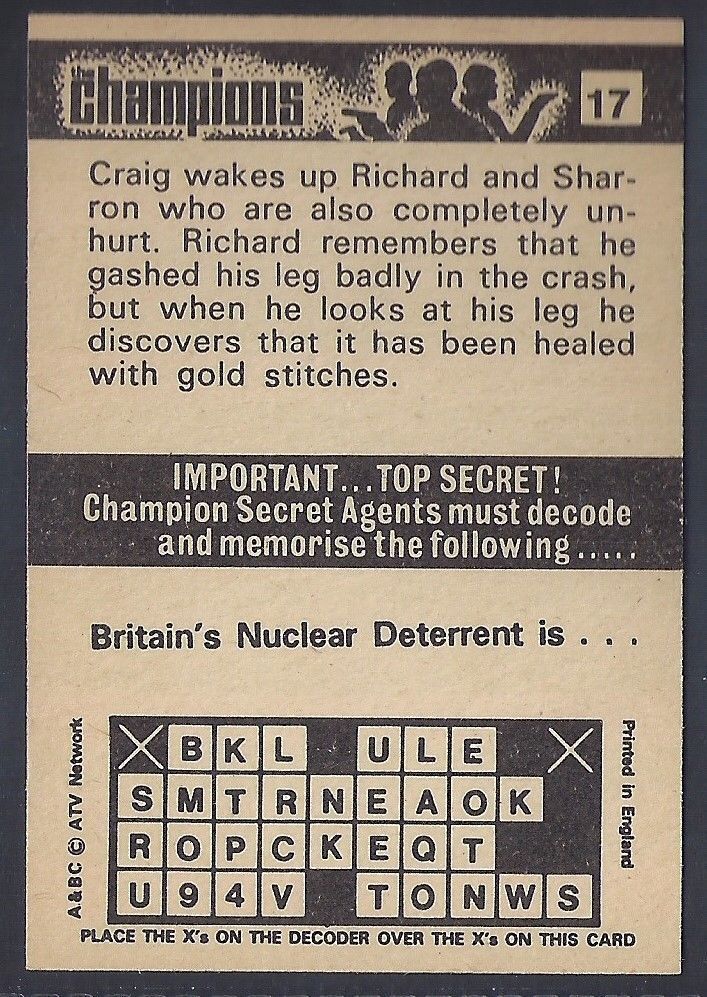 the champions
17
Craig wakes up Richard and Shar-
ron who are also completely un-
hurt. Richard remembers that he
gashed his leg badly in the crash,
but when he looks at his leg he
discovers that it has been healed
with gold stitches.
IMPORTANT...TOP SECRET!
Champion Secret Agents must decode
and memorise the following .....
Britain's Nuclear Deterrent is . . .
A&BC © ATV Network
X B K L U L E X
S M T R N E A O K
R O P C K E Q T
U 9 4 V T O N W S
Printed in England
PLACE THE X's ON THE DECODER OVER THE X's ON THIS CARD